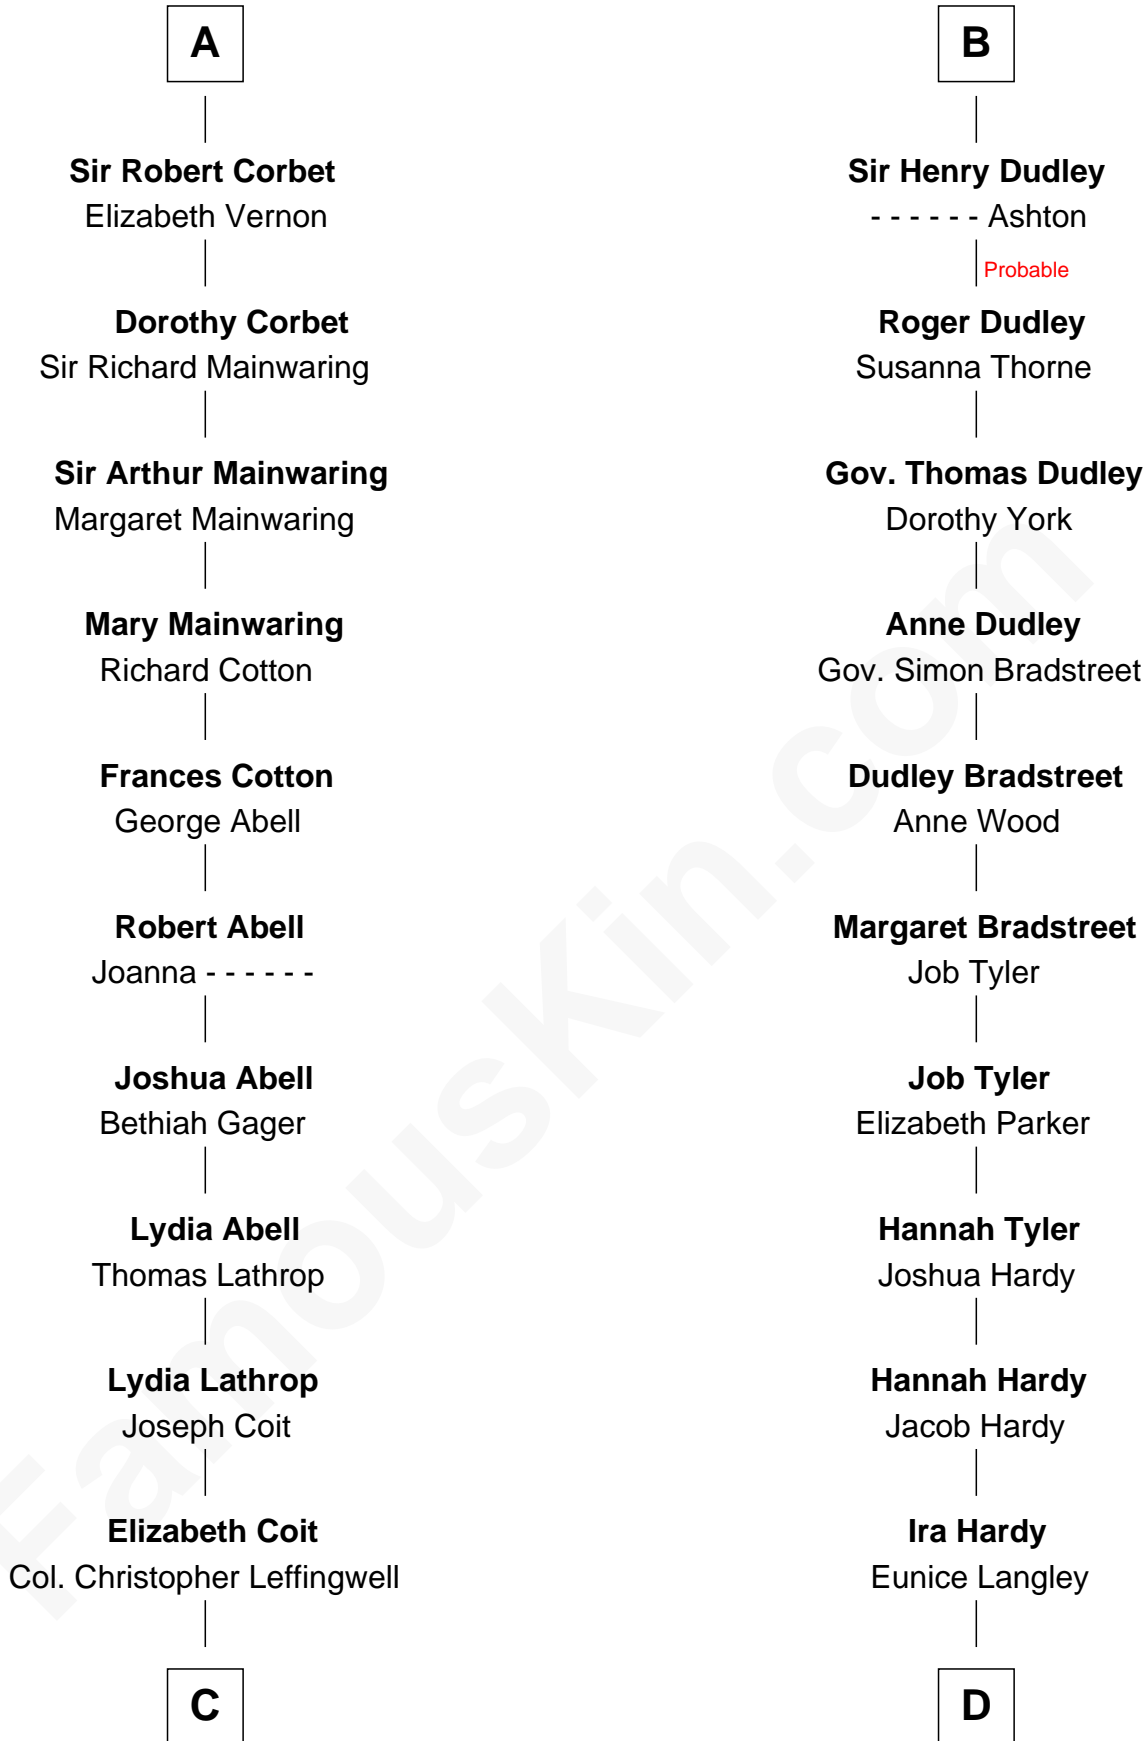 A
Sir Robert Corbet
Elizabeth Vernon
Dorothy Corbet
Sir Richard Mainwaring
Sir Arthur Mainwaring
Margaret Mainwaring
Mary Mainwaring
Richard Cotton
Frances Cotton
George Abell
Robert Abell
Joanna - - - - - -
Joshua Abell
Bethiah Gager
Lydia Abell
Thomas Lathrop
Lydia Lathrop
Joseph Coit
Elizabeth Coit
Col. Christopher Leffingwell
C
B
Sir Henry Dudley
- - - - - - Ashton
Probable
Roger Dudley
Susanna Thorne
Gov. Thomas Dudley
Dorothy York
Anne Dudley
Gov. Simon Bradstreet
Dudley Bradstreet
Anne Wood
Margaret Bradstreet
Job Tyler
Job Tyler
Elizabeth Parker
Hannah Tyler
Joshua Hardy
Hannah Hardy
Jacob Hardy
Ira Hardy
Eunice Langley
D
FamousKin.com